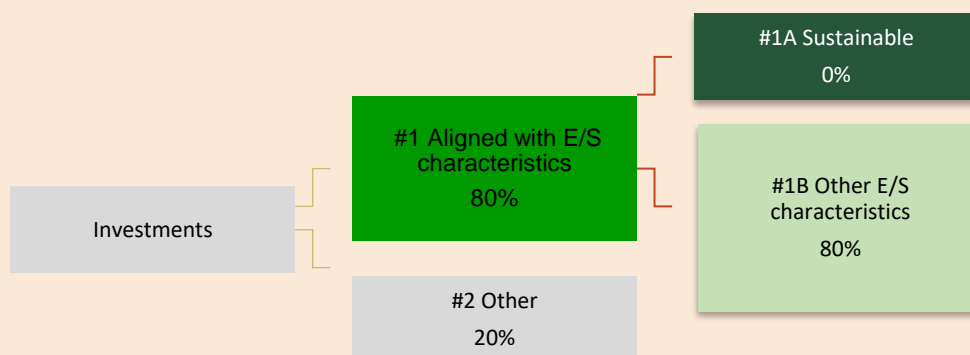 #1A Sustainable
0%
#1 Aligned with E/S
characteristics
80%
#1B Other E/S
characteristics
80%
Investments
#2 Other
20%